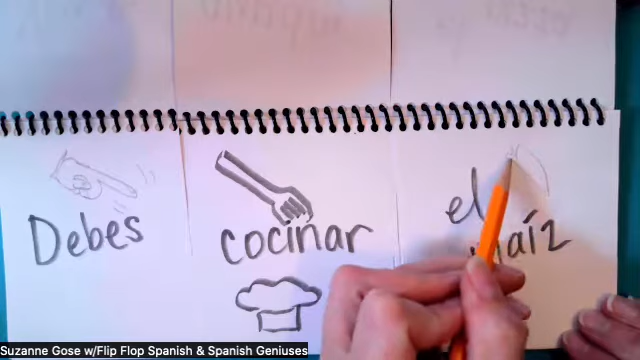 Debes
cocinar
el
maíz
Suzanne Gose w/Flip Flop Spanish & Spanish Geniuses